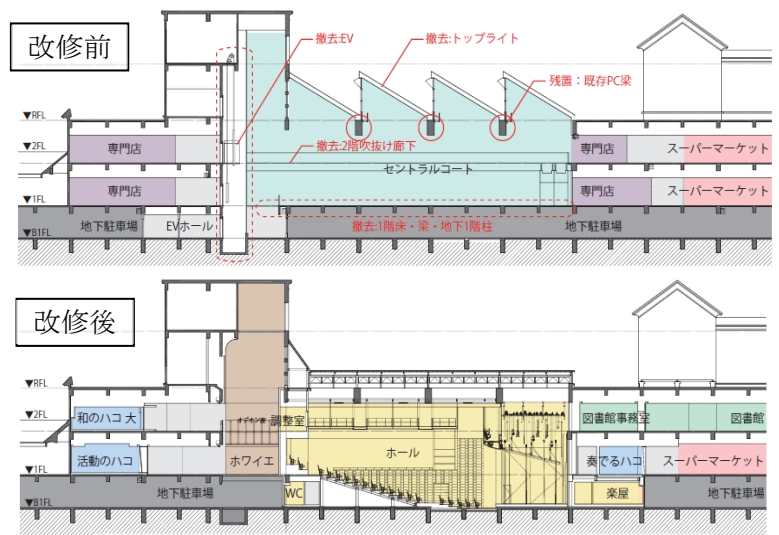 改修前
撤去:EV
撤去:トップライト
残置：既存PC梁
▼RFL
▼2FL
専門店
撤去:2階吹抜け廊下
セントラルコート
専門店
スーパーマーケット
▼1FL
専門店
専門店
スーパーマーケット
▼B1FL
地下駐車場
EVホール
撤去:1階床・梁・地下1階柱
地下駐車場
改修後
▼RFL
▼2FL
和のハコ 大
調整室
図書館事務室
図書館
▼1FL
活動のハコ
ホワイエ
ホール
奏でるハコ
スーパーマーケット
▼B1FL
地下駐車場
WC
楽屋
地下駐車場